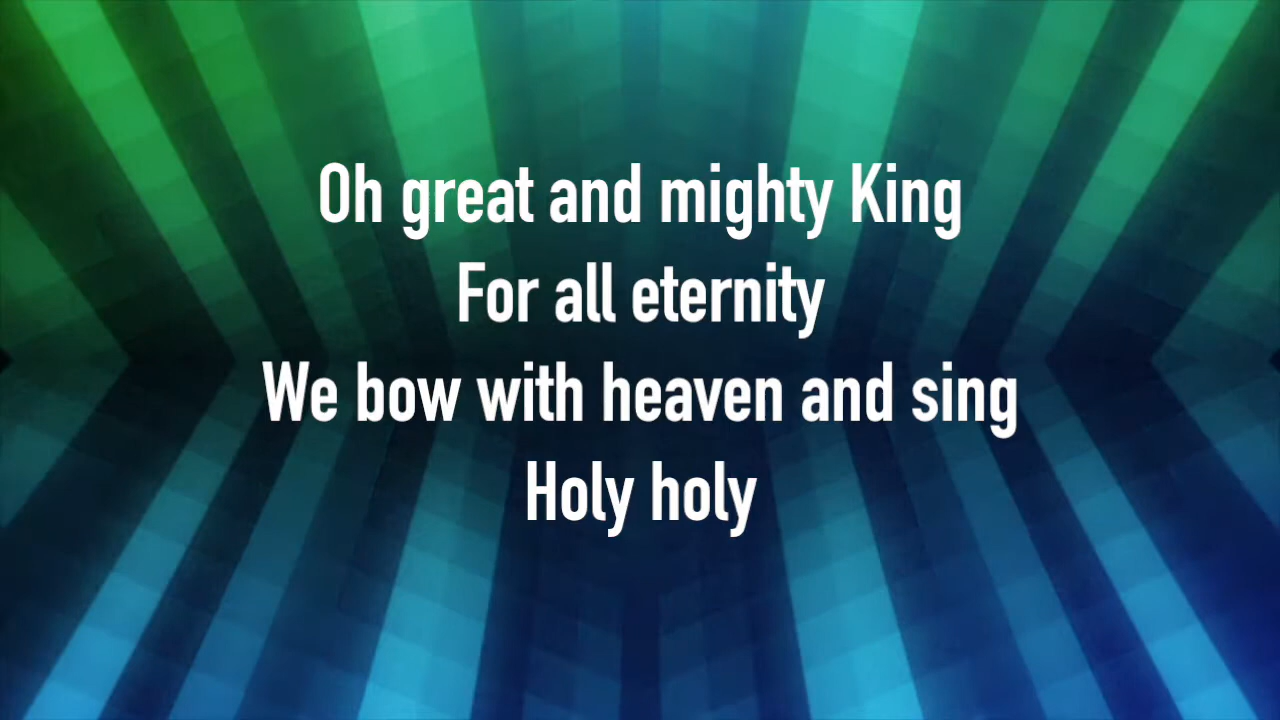 Oh great and mighty King
For all eternity
We bow with heaven and sing
Holy holy